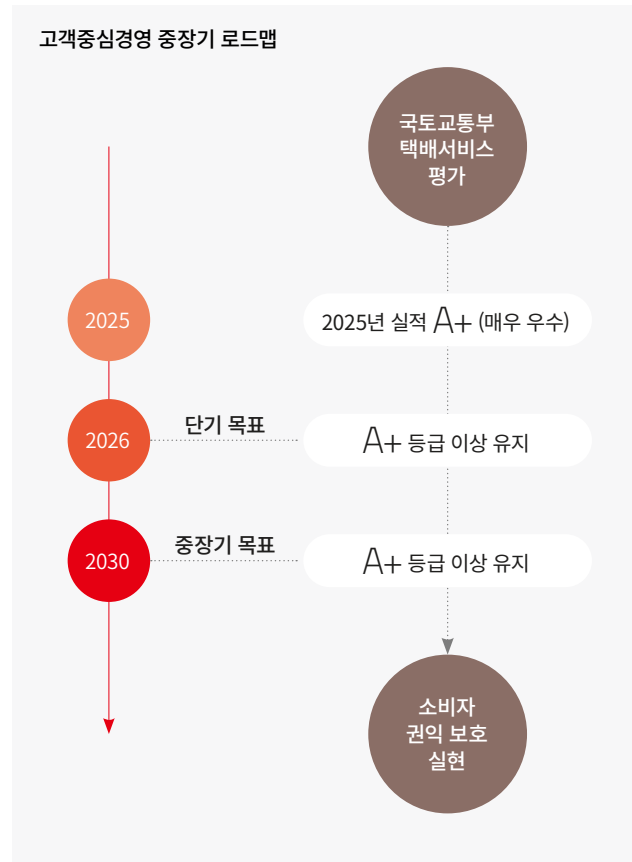 고객중심경영 중장기 로드맵
국토교통부
택배서비스
평가
2025
2025년 실적 A+ (매우 우수)
2026
단기 목표
A+ 등급 이상 유지
2030
중장기 목표
A+ 등급 이상 유지
소비자
권익 보호
실현